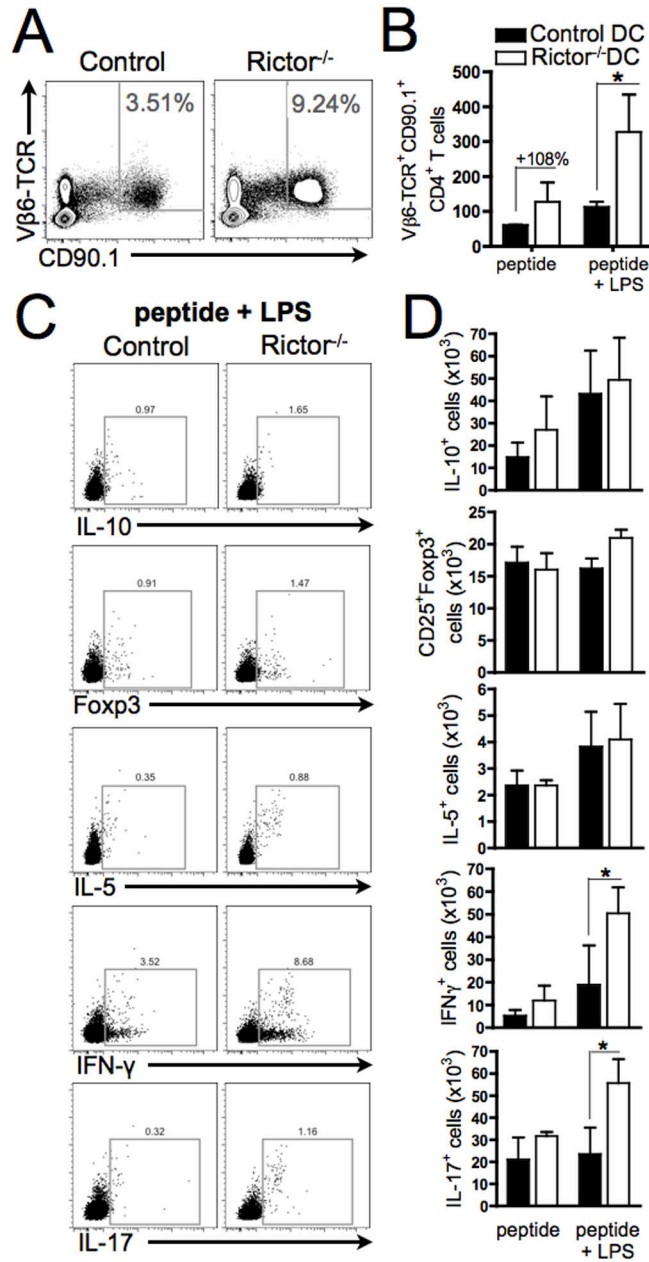 A
Control
Rictor-/-
3.51%
9.24%
Vβ6-TCR
CD90.1
B
Control DC
Rictor-/-DC
Vβ6-TCR+CD90.1+
CD4+ T cells
500
400
300
200
100
0
+108%
*
peptide
peptide
+ LPS
C
peptide + LPS
Control
Rictor-/-
0.97
1.65
IL-10
0.91
1.47
Foxp3
0.35
0.88
IL-5
3.52
8.68
IFN-γ
0.32
1.16
IL-17
D
IL-10+ cells (x103)
70
60
50
40
30
20
10
0
CD25+Foxp3+
cells (x103)
25
20
15
10
5
0
IL-5+ cells (x103)
6
5
4
3
2
1
0
IFNγ+ cells (x103)
70
60
50
40
30
20
10
0
*
IL-17+ cells (x103)
70
60
50
40
30
20
10
0
*
peptide
peptide
+ LPS